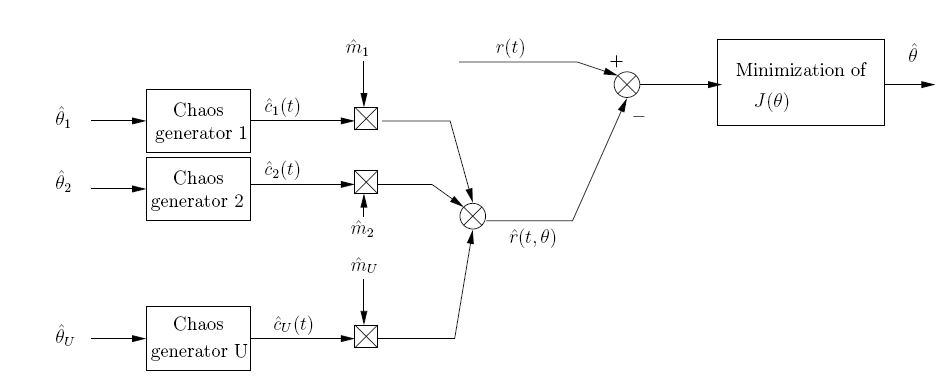 m̂₁
r(t)
+
−
Minimization of
J(θ)
θ̂
θ̂₁
Chaos
generator 1
ĉ₁(t)
θ̂₂
Chaos
generator 2
ĉ₂(t)
m̂₂
r̂(t, θ)
m̂_U
θ̂_U
Chaos
generator U
ĉ_U(t)